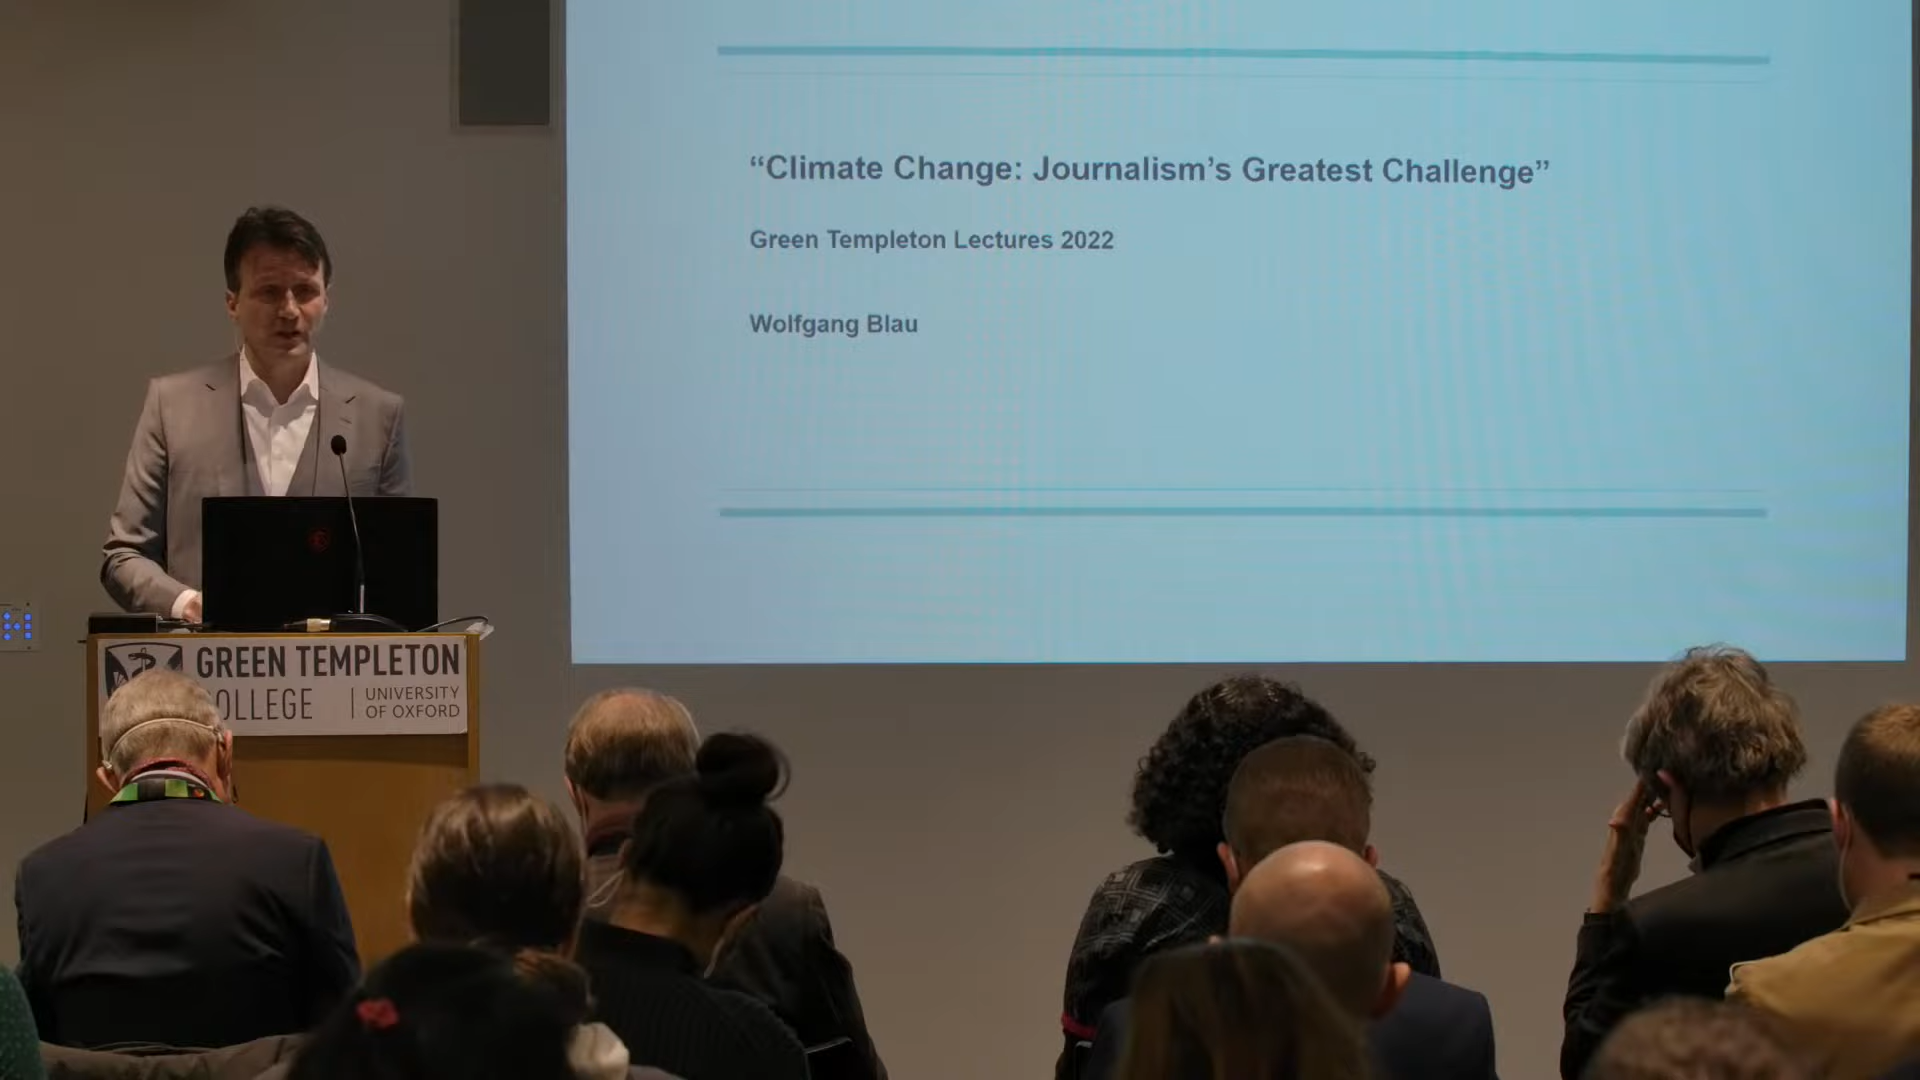 “Climate Change: Journalism’s Greatest Challenge”
Green Templeton Lectures 2022
Wolfgang Blau
GREEN TEMPLETON
OLLEGE
UNIVERSITY
OF OXFORD